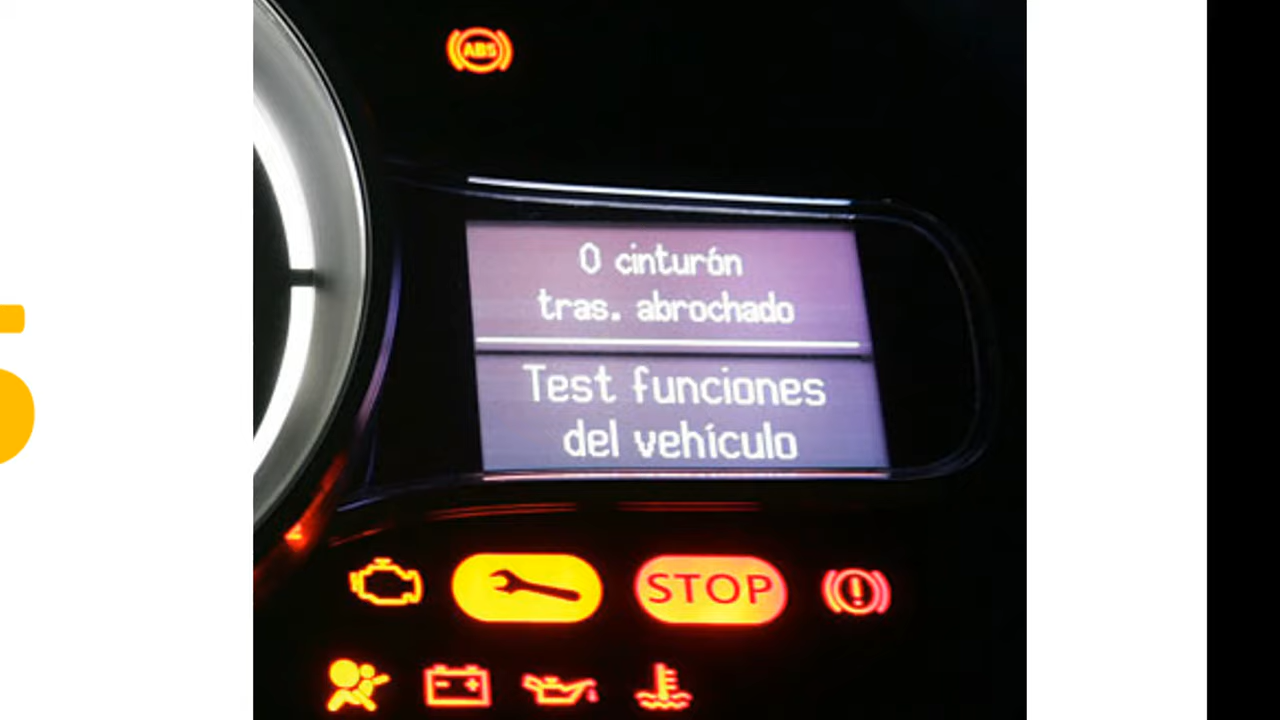 ABS
0 cinturón
tras. abrochado
Test funciones
del vehículo
STOP